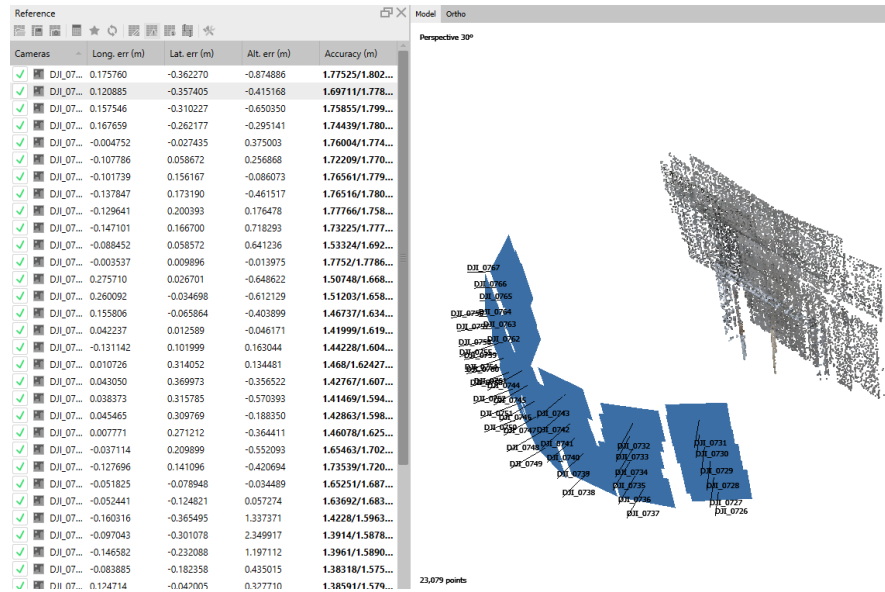 Reference
Cameras Long. err (m) Lat. err (m) Alt. err (m) Accuracy (m)
DJI_07... 0.175760 -0.362270 -0.874886 1.77525/1.802...
DJI_07... 0.120885 -0.357405 -0.415168 1.69711/1.778...
DJI_07... 0.157546 -0.310227 -0.650350 1.75855/1.799...
DJI_07... 0.167659 -0.262177 -0.295141 1.74439/1.780...
DJI_07... -0.004752 -0.027435 0.375003 1.76004/1.774...
DJI_07... -0.107786 0.058672 0.256868 1.72209/1.770...
DJI_07... -0.101739 0.156167 -0.086073 1.76561/1.779...
DJI_07... -0.137847 0.173190 -0.461517 1.76516/1.780...
DJI_07... -0.129641 0.200393 0.176478 1.77766/1.758...
DJI_07... -0.147101 0.166700 0.718293 1.73225/1.777...
DJI_07... -0.088452 0.058572 0.641236 1.53324/1.692...
DJI_07... -0.003537 0.009896 -0.013975 1.7752/1.7786...
DJI_07... 0.275710 0.026701 -0.648622 1.50748/1.668...
DJI_07... 0.260092 -0.034698 -0.612129 1.51203/1.658...
DJI_07... 0.155806 -0.065864 -0.403899 1.46737/1.634...
DJI_07... 0.042237 0.012589 -0.046171 1.41999/1.619...
DJI_07... -0.131142 0.101999 0.163044 1.44228/1.604...
DJI_07... 0.010726 0.314052 0.134481 1.468/1.62427...
DJI_07... 0.043050 0.369973 -0.356522 1.42767/1.607...
DJI_07... 0.038373 0.315785 -0.570393 1.41469/1.594...
DJI_07... 0.045465 0.309769 -0.188350 1.42863/1.598...
DJI_07... 0.007771 0.271212 -0.364411 1.46078/1.625...
DJI_07... -0.037114 0.209899 -0.552093 1.65463/1.702...
DJI_07... -0.127696 0.141096 -0.420694 1.73539/1.720...
DJI_07... -0.051825 -0.078948 -0.034489 1.65251/1.687...
DJI_07... -0.052441 -0.124821 0.057274 1.63692/1.683...
DJI_07... -0.160316 -0.365495 1.337371 1.4228/1.5963...
DJI_07... -0.097043 -0.301078 2.349917 1.3914/1.5878...
DJI_07... -0.146582 -0.232088 1.197112 1.3961/1.5890...
DJI_07... -0.083885 -0.182358 0.435015 1.38318/1.575...
DJI_07... 0.124714 -0.042005 0.327710 1.38591/1.579...
Model Ortho
Perspective 30°
DJI_0767
DJI_0766
DJI_0765
DJI_0764
DJI_0763
DJI_0762
DJI_0744
DJI_0745
DJI_0751
DJI_0746
DJI_0750
DJI_0747
DJI_0748
DJI_0749
DJI_0743
DJI_0742
DJI_0741
DJI_0740
DJI_0739
DJI_0738
DJI_0732
DJI_0733
DJI_0734
DJI_0735
DJI_0736
DJI_0737
DJI_0731
DJI_0730
DJI_0729
DJI_0728
DJI_0727
DJI_0726
23,079 points